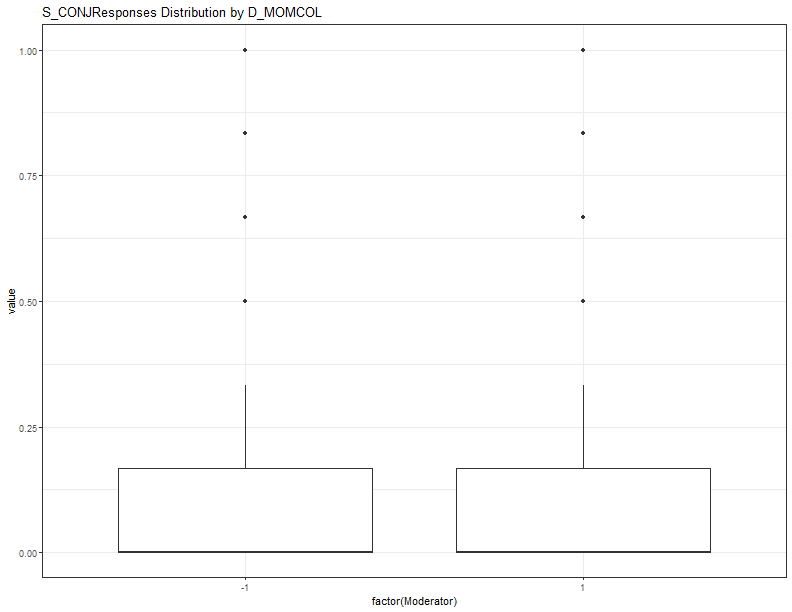 S_CONJResponses Distribution by D_MOMCOL
1.00
0.75
value
0.50
0.25
0.00
-1
1
factor(Moderator)